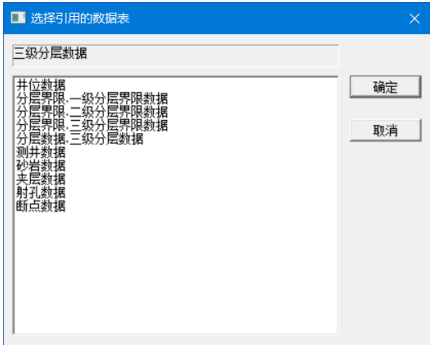 选择引用的数据表
三级分层数据
井位数据
分层界限,一级分层界限数据
分层界限,二级分层界限数据
分层界限,三级分层界限数据
分层数据,三级分层数据
测井数据
砂岩数据
夹层数据
射孔数据
断点数据
确定
取消